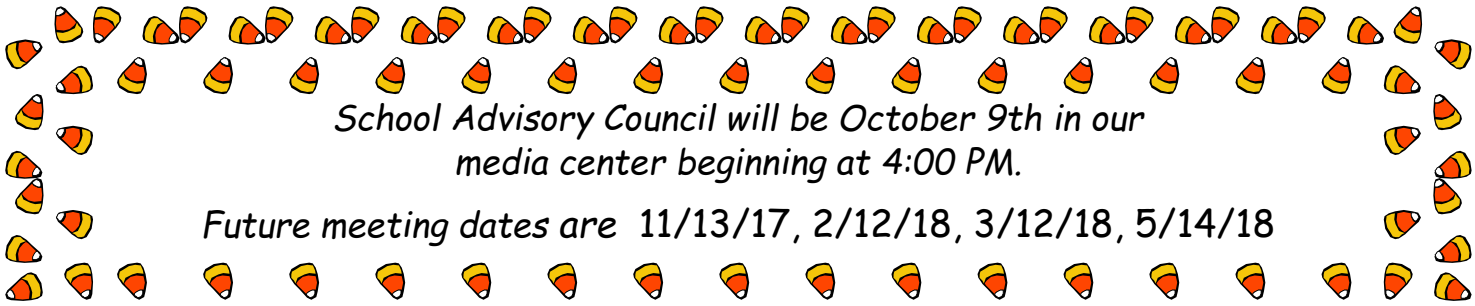 School Advisory Council will be October 9th in our
media center beginning at 4:00 PM.
Future meeting dates are 11/13/17, 2/12/18, 3/12/18, 5/14/18